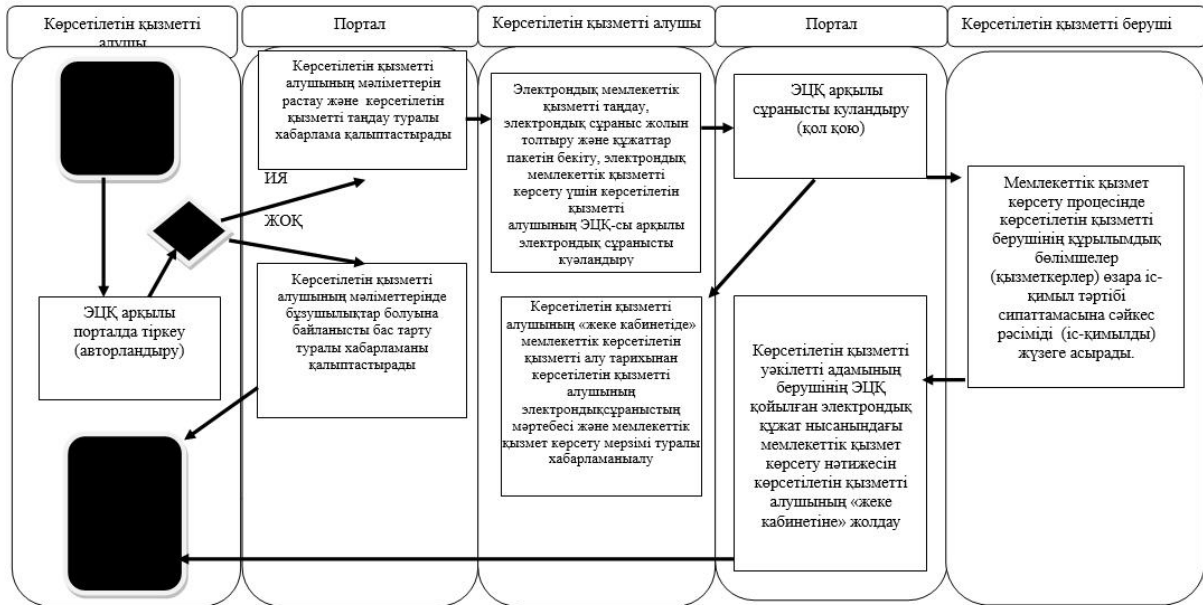 Көрсетілетін қызметті
алушы
Портал
Көрсетілетін қызметті алушы
Портал
Көрсетілетін қызметті беруші
ЭЦҚ арқылы
порталда тіркеу
(авторландыру)
Көрсетілетін қызметті
алушының мәліметтерін
растау және көрсетілетін
қызметті таңдау туралы
хабарлама қалыптастырады
ИЯ
ЖОҚ
Көрсетілетін қызметті
алушының мәліметтерінде
бұзушылықтар болуына
байланысты бас тарту
туралы хабарламаны
қалыптастырады
Электрондық мемлекеттік
қызметті таңдау,
электрондық сұраныс жолын
толтыру және құжаттар
пакетін бекіту, электрондық
мемлекеттік қызметті
көрсету үшін көрсетілетін
қызметті
алушының ЭЦҚ-сы арқылы
электрондық сұранысты
куәландыру
Көрсетілетін қызметті
алушының «жеке кабинетіде»
мемлекеттік көрсетілетін
қызметті алу тарихынан
көрсетілетін қызметті
алушының
электрондықсұраныстың
мәртебесі және мемлекеттік
қызмет көрсету мерзімі туралы
хабарламаныалу
ЭЦҚ арқылы
сұранысты куландыру
(қол қою)
Көрсетілетін қызметті
уәкілетті адамының
берушінің ЭЦҚ
қойылған электрондық
құжат нысанындағы
мемлекеттік қызмет
көрсету нәтижесін
көрсетілетін қызметті
алушының «жеке
кабинетіне» жолдау
Мемлекеттік қызмет
көрсету процесінде
көрсетілетін қызметті
берушінің құрылымдық
бөлімшелер
(қызметкерлер) өзара іс-
қимыл тәртібі
сипаттамасына сәйкес
рәсіміді (іс-қимылды)
жүзеге асырады.